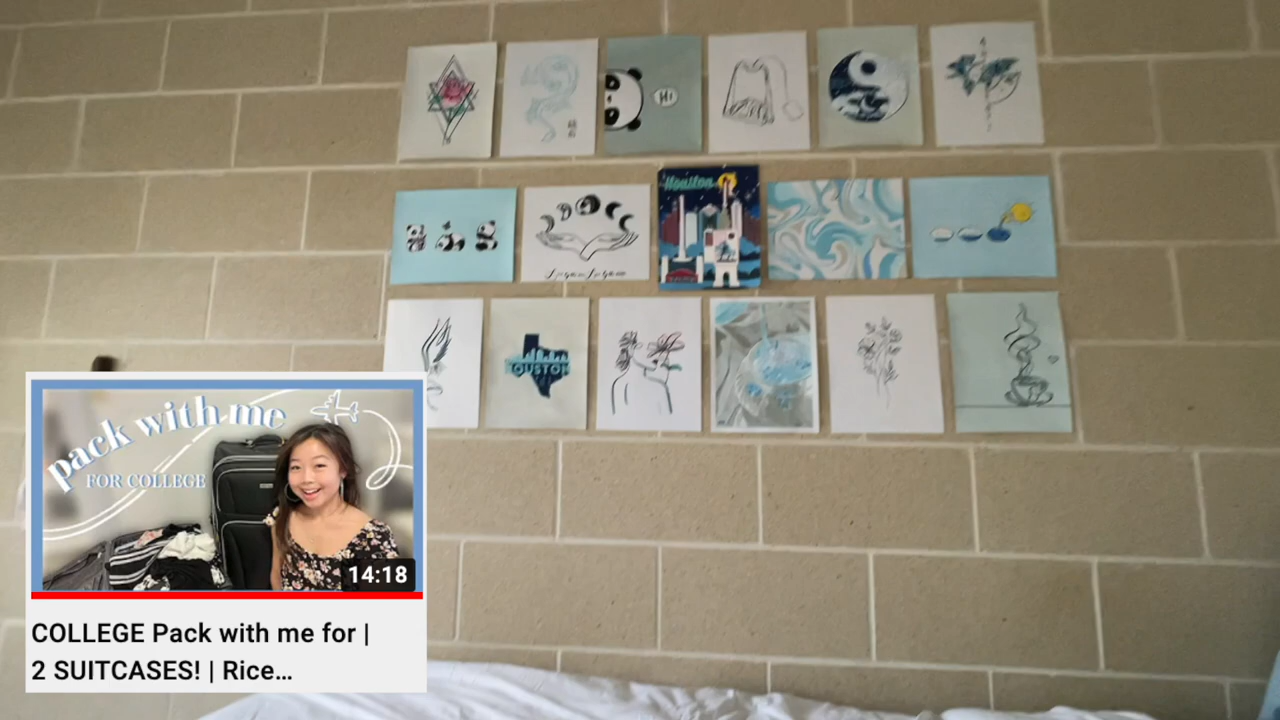 Hi
Houston
HOUSTON
pack with me
FOR COLLEGE
14:18
COLLEGE Pack with me for |
2 SUITCASES! | Rice…